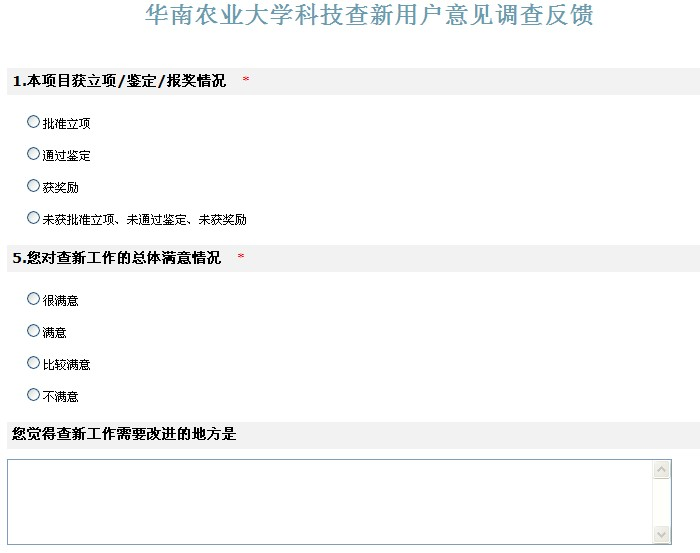 华南农业大学科技查新用户意见调查反馈
1.本项目获立项/鉴定/报奖情况 *
批准立项
通过鉴定
获奖励
未获批准立项、未通过鉴定、未获奖励
5.您对查新工作的总体满意情况 *
很满意
满意
比较满意
不满意
您觉得查新工作需要改进的地方是